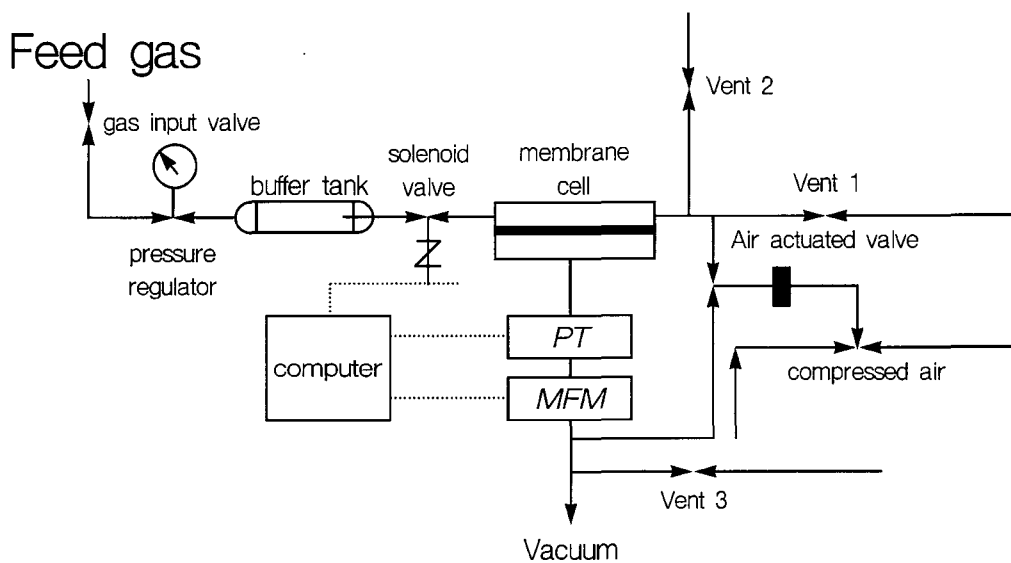 Feed gas
gas input valve
Vent 2
solenoid
valve
membrane
cell
buffer tank
Vent 1
pressure
regulator
Air actuated valve
PT
computer
compressed air
MFM
Vent 3
Vacuum